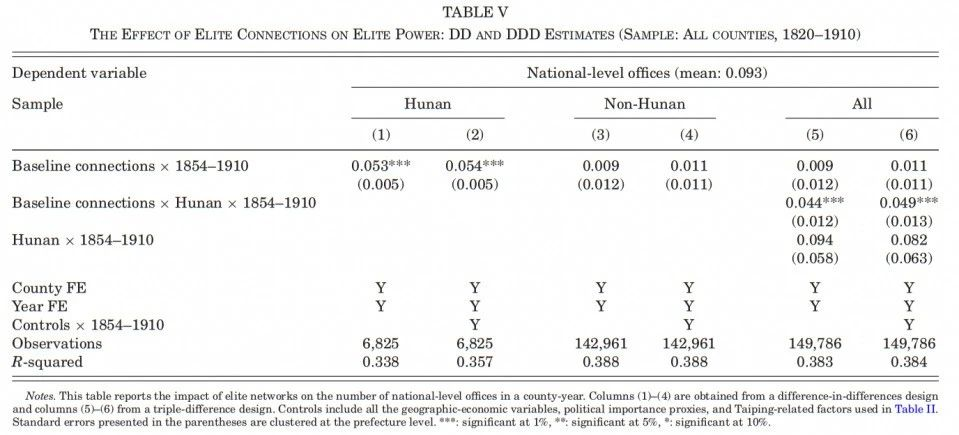 TABLE V
THE EFFECT OF ELITE CONNECTIONS ON ELITE POWER: DD AND DDD ESTIMATES (SAMPLE: ALL COUNTIES, 1820–1910)
Dependent variable National-level offices (mean: 0.093)
Sample Hunan Non-Hunan All
(1) (2) (3) (4) (5) (6)
Baseline connections × 1854–1910 0.053*** 0.054*** 0.009 0.011 0.009 0.011
(0.005) (0.005) (0.012) (0.011) (0.012) (0.011)
Baseline connections × Hunan × 1854–1910 0.044*** 0.049***
(0.012) (0.013)
Hunan × 1854–1910 0.094 0.082
(0.058) (0.063)
County FE Y Y Y Y Y Y
Year FE Y Y Y Y Y Y
Controls × 1854–1910 Y Y Y
Observations 6,825 6,825 142,961 142,961 149,786 149,786
R-squared 0.338 0.357 0.388 0.388 0.383 0.384
Notes. This table reports the impact of elite networks on the number of national-level offices in a county-year. Columns (1)–(4) are obtained from a difference-in-differences design
and columns (5)–(6) from a triple-difference design. Controls include all the geographic-economic variables, political importance proxies, and Taiping-related factors used in Table II.
Standard errors presented in the parentheses are clustered at the prefecture level. ***: significant at 1%, **: significant at 5%, *: significant at 10%.